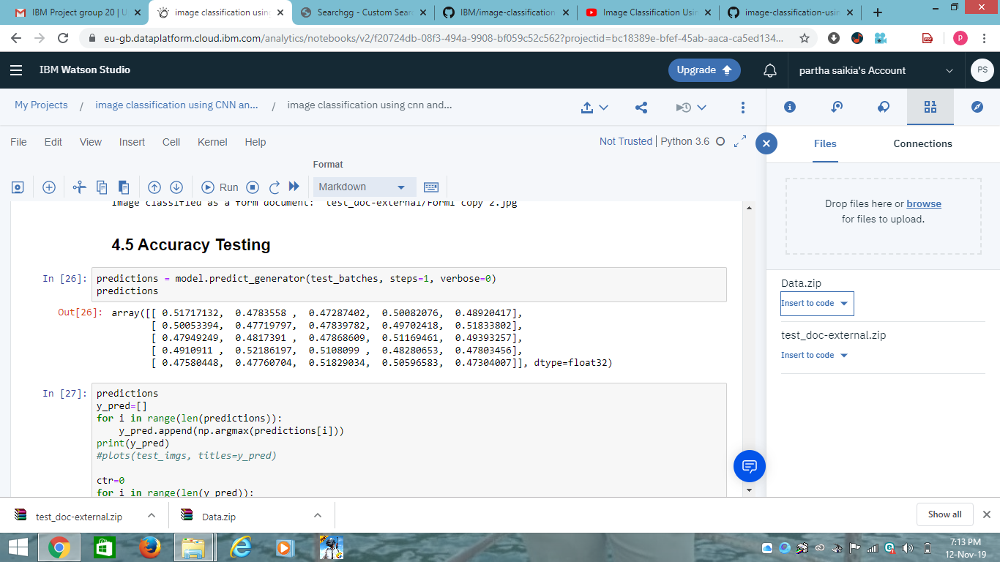 IBM Project group 20 | U
image classification using
Searchgg - Custom Sear
IBM/image-classification
Image Classification Usin
image-classification-usin
eu-gb.dataplatform.cloud.ibm.com/analytics/notebooks/v2/f20724db-08f3-494a-9908-bf059c52c562?projectid=bc18389e-bfef-45ab-aaca-ca5ed134...
P
IBM Watson Studio
Upgrade
partha saikia's Account
PS
My Projects / image classification using CNN an... / image classification using cnn and...
File Edit View Insert Cell Kernel Help
Not Trusted | Python 3.6
Files
Connections
Format
Run
Markdown
Drop files here or browse
for files to upload.
Image classified as a form document: test_doc-external/Form1 copy 2.jpg
4.5 Accuracy Testing
In [26]: predictions = model.predict_generator(test_batches, steps=1, verbose=0)
predictions
Out[26]: array([[ 0.51717132, 0.4783558 , 0.47287402, 0.50082076, 0.48920417],
[ 0.50053394, 0.47719797, 0.47839782, 0.49702418, 0.51833802],
[ 0.47949249, 0.4817391 , 0.47868609, 0.51169461, 0.49393257],
[ 0.4910911 , 0.52186197, 0.5108099 , 0.48280653, 0.47803456],
[ 0.47580448, 0.47760704, 0.51829034, 0.50596583, 0.47304007]], dtype=float32)
In [27]: predictions
y_pred=[]
for i in range(len(predictions)):
y_pred.append(np.argmax(predictions[i]))
print(y_pred)
#plots(test_imgs, titles=y_pred)
ctr=0
for i in range(len(y_pred)):
Data.zip
Insert to code
test_doc-external.zip
Insert to code
test_doc-external.zip
Data.zip
Show all
7:13 PM
12-Nov-19